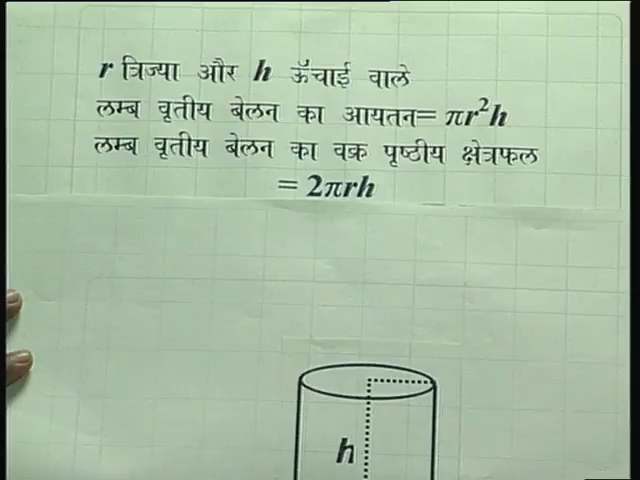 r त्रिज्या और h ऊँचाई वाले
लम्ब वृतीय बेलन का आयतन= πr²h
लम्ब वृतीय बेलन का वक्र पृष्ठीय क्षेत्रफल
= 2πrh
h